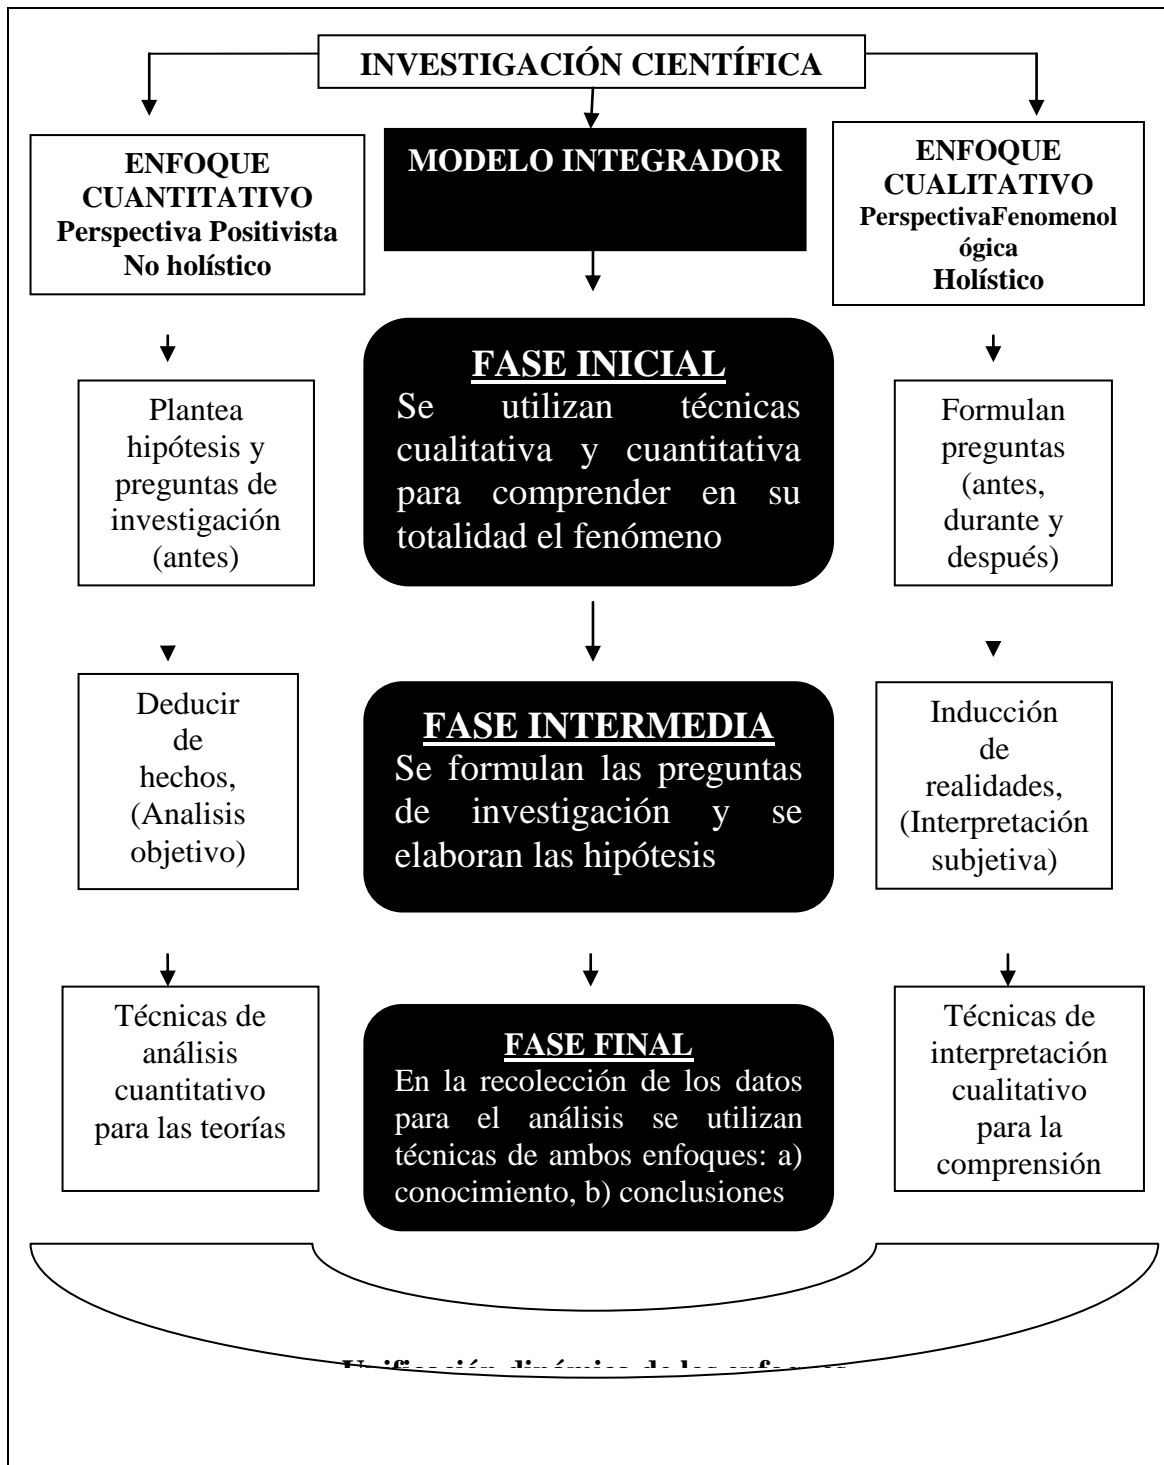 INVESTIGACIÓN CIENTÍFICA
ENFOQUE
CUANTITATIVO
Perspectiva Positivista
No holístico
MODELO INTEGRADOR
ENFOQUE
CUALITATIVO
PerspectivaFenomenol
ógica
Holístico
Plantea
hipótesis y
preguntas de
investigación
(antes)
FASE INICIAL
Se utilizan técnicas
cualitativa y cuantitativa
para comprender en su
totalidad el fenómeno
Formulan
preguntas
(antes,
durante y
después)
Deducir
de
hechos,
(Analisis
objetivo)
FASE INTERMEDIA
Se formulan las preguntas
de investigación y se
elaboran las hipótesis
Inducción
de
realidades,
(Interpretación
subjetiva)
Técnicas de
análisis
cuantitativo
para las teorías
FASE FINAL
En la recolección de los datos
para el análisis se utilizan
técnicas de ambos enfoques: a)
conocimiento, b) conclusiones
Técnicas de
interpretación
cualitativo
para la
comprensión
Unificación dinámica de los enfoques